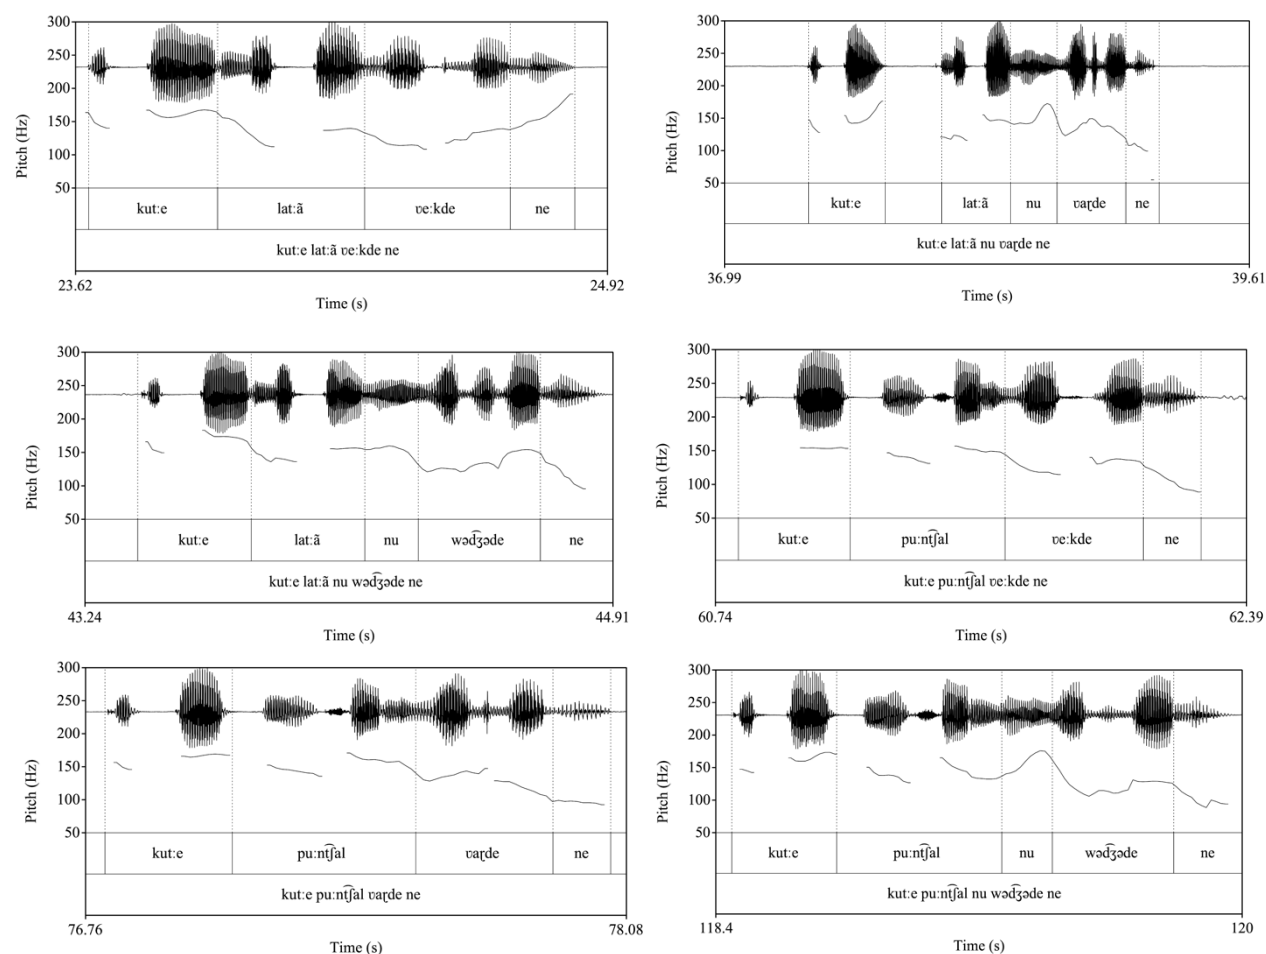 300
250
200
150
100
50
Pitch (Hz)
kutːe latːã ʋeːkde ne
kutːe latːã ʋeːkde ne
23.62 24.92
Time (s)
300
250
200
150
100
50
Pitch (Hz)
kutːe latːã nu ʋaɽde ne
kutːe latːã nu ʋaɽde ne
36.99 39.61
Time (s)
300
250
200
150
100
50
Pitch (Hz)
kutːe latːã nu wəd͡ʒəde ne
kutːe latːã nu wəd͡ʒəde ne
43.24 44.91
Time (s)
300
250
200
150
100
50
Pitch (Hz)
kutːe puːnt͡ʃal ʋeːkde ne
kutːe puːnt͡ʃal ʋeːkde ne
60.74 62.39
Time (s)
300
250
200
150
100
50
Pitch (Hz)
kutːe puːnt͡ʃal ʋaɽde ne
kutːe puːnt͡ʃal ʋaɽde ne
76.76 78.08
Time (s)
300
250
200
150
100
50
Pitch (Hz)
kutːe puːnt͡ʃal nu wəd͡ʒəde ne
kutːe puːnt͡ʃal nu wəd͡ʒəde ne
118.4 120
Time (s)